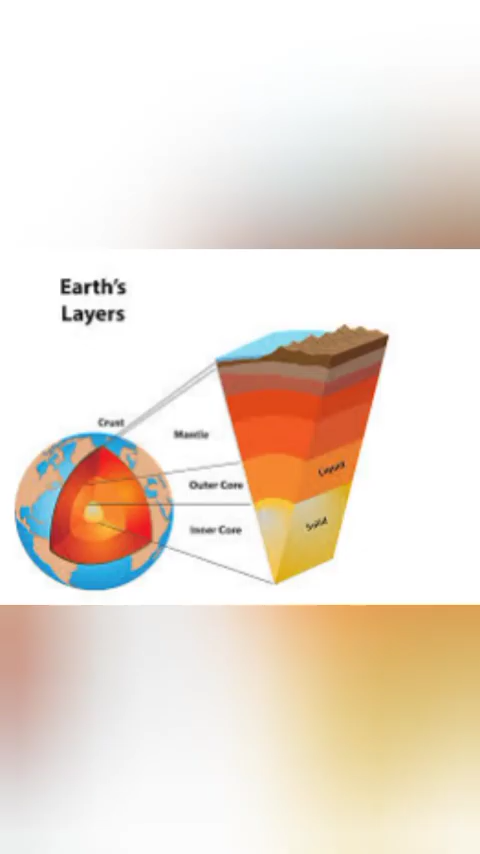 Earth's
Layers
Crust
Mantle
Outer Core
Liquid
Inner Core
Solid